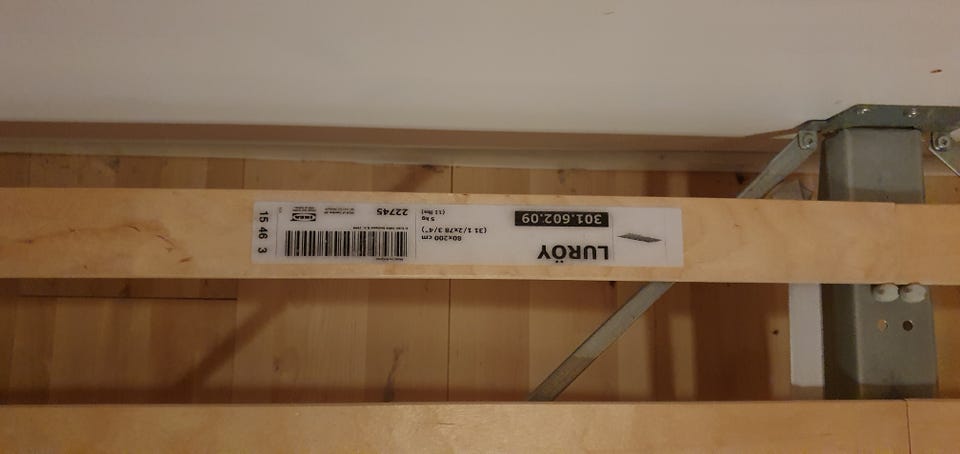 LURÖY
301.602.09
80x200 cm
(31 1/2x78 3/4")
5 kg
(11 lbs)
22745
IKEA
15 46 3